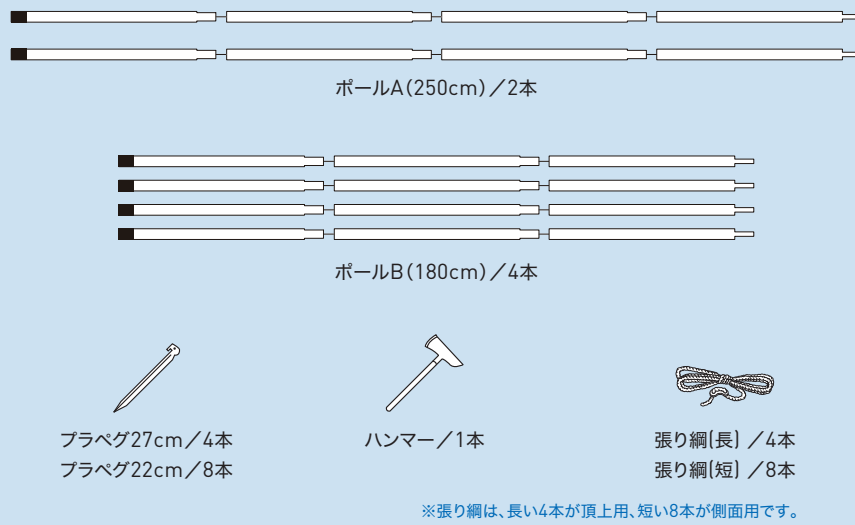 ポールA（250cm）／2本
ポールB（180cm）／4本
プラペグ27cm／4本
プラペグ22cm／8本
ハンマー／1本
張り綱［長］／4本
張り綱［短］／8本
※張り綱は、長い4本が頂上用、短い8本が側面用です。